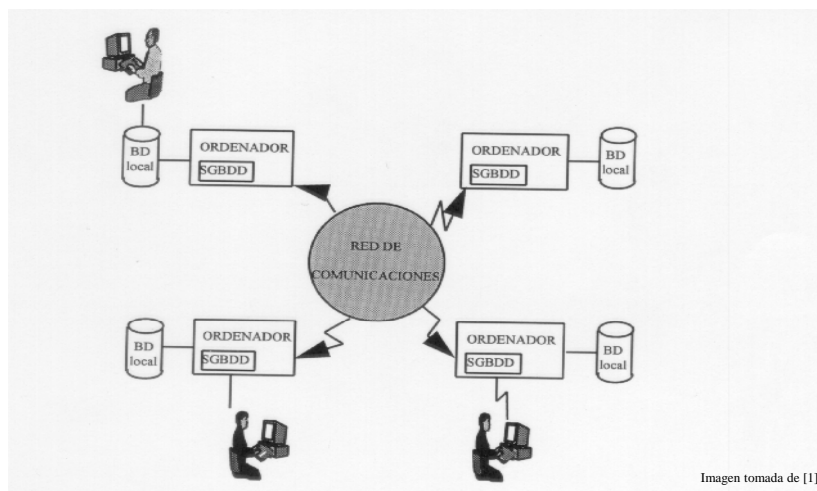 BD
local
ORDENADOR
SGBDD
ORDENADOR
SGBDD
BD
local
RED DE
COMUNICACIONES
BD
local
ORDENADOR
SGBDD
ORDENADOR
SGBDD
BD
local
Imagen tomada de [1]